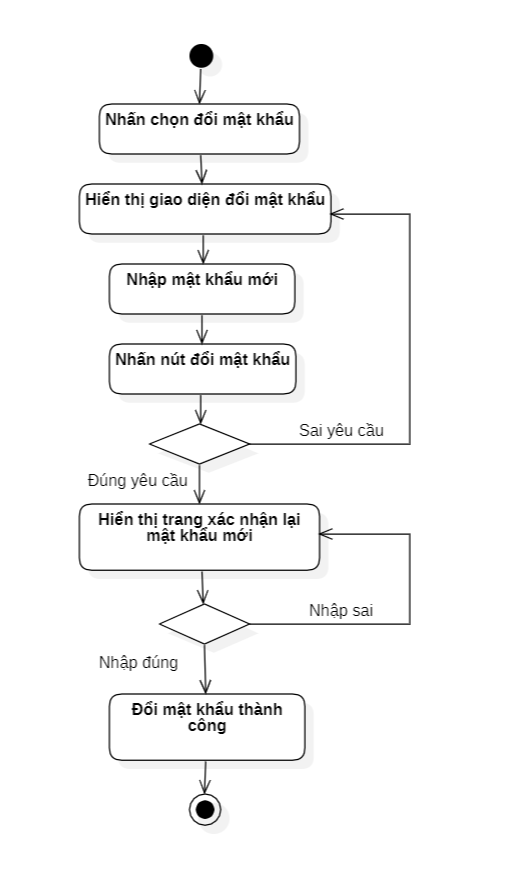 Nhấn chọn đổi mật khẩu
Hiển thị giao diện đổi mật khẩu
Nhập mật khẩu mới
Nhấn nút đổi mật khẩu
Sai yêu cầu
Đúng yêu cầu
Hiển thị trang xác nhận lại
mật khẩu mới
Nhập sai
Nhập đúng
Đổi mật khẩu thành
công